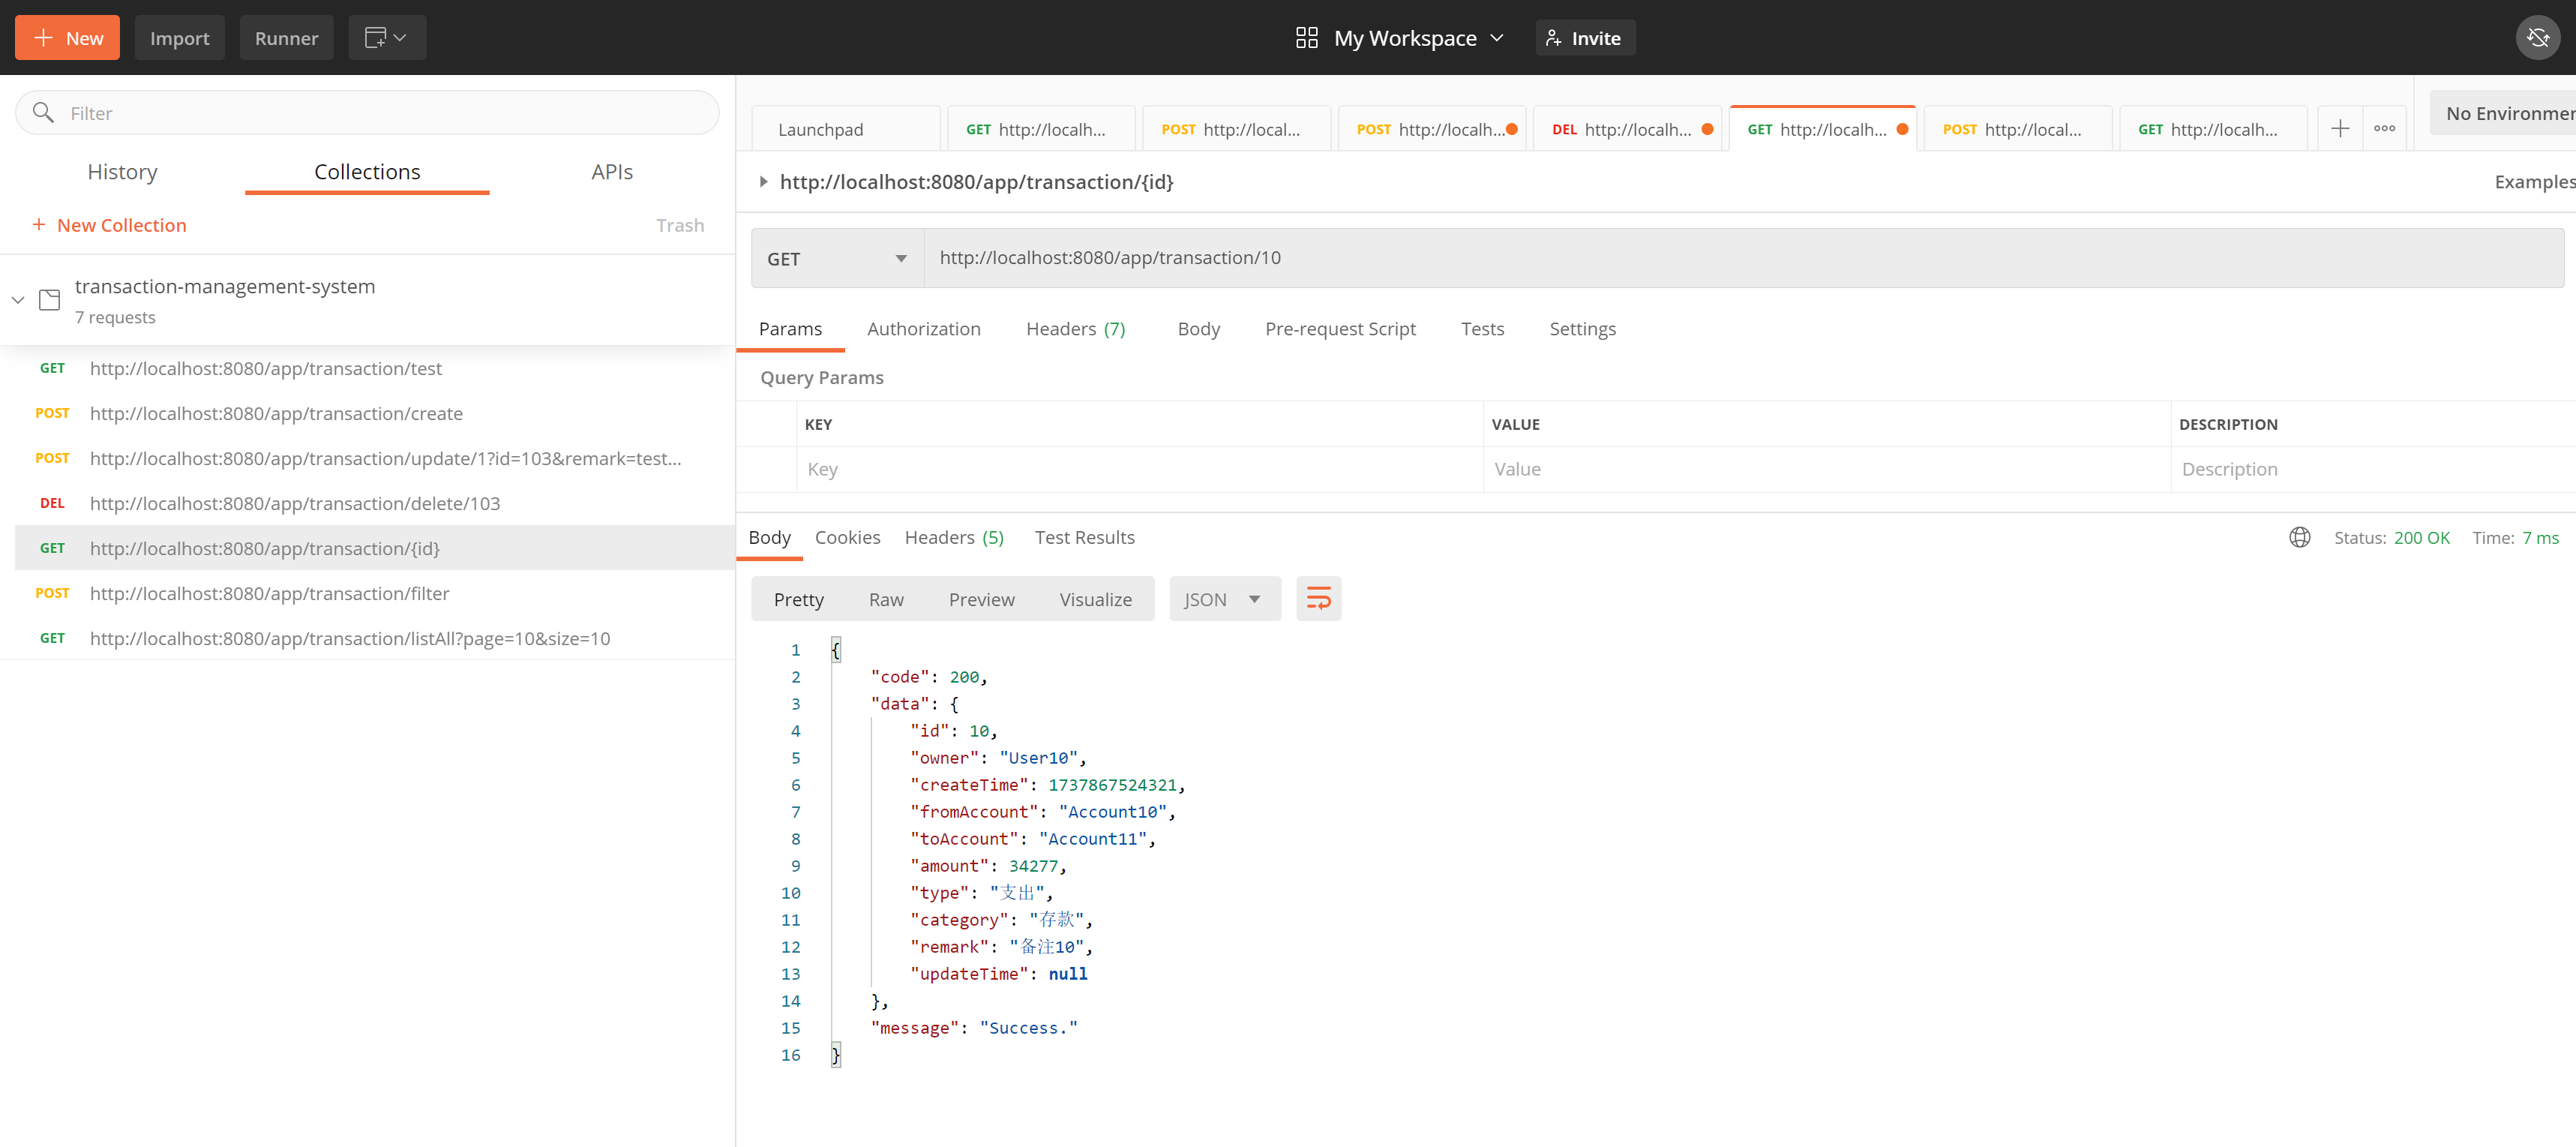 New
Import
Runner
My Workspace
Invite
Filter
History
Collections
APIs
New Collection
Trash
transaction-management-system
7 requests
GET http://localhost:8080/app/transaction/test
POST http://localhost:8080/app/transaction/create
POST http://localhost:8080/app/transaction/update/1?id=103&remark=test...
DEL http://localhost:8080/app/transaction/delete/103
GET http://localhost:8080/app/transaction/{id}
POST http://localhost:8080/app/transaction/filter
GET http://localhost:8080/app/transaction/listAll?page=10&size=10
Launchpad
GET http://localh...
POST http://local...
POST http://localh...
DEL http://localh...
GET http://localh...
POST http://local...
GET http://localh...
No Environmen
http://localhost:8080/app/transaction/{id}
Examples
GET http://localhost:8080/app/transaction/10
Params Authorization Headers (7) Body Pre-request Script Tests Settings
Query Params
KEY VALUE DESCRIPTION
Key Value Description
Body Cookies Headers (5) Test Results
Status: 200 OK Time: 7 ms
Pretty Raw Preview Visualize JSON
1 {
2 "code": 200,
3 "data": {
4 "id": 10,
5 "owner": "User10",
6 "createTime": 1737867524321,
7 "fromAccount": "Account10",
8 "toAccount": "Account11",
9 "amount": 34277,
10 "type": "支出",
11 "category": "存款",
12 "remark": "备注10",
13 "updateTime": null
14 },
15 "message": "Success."
16 }